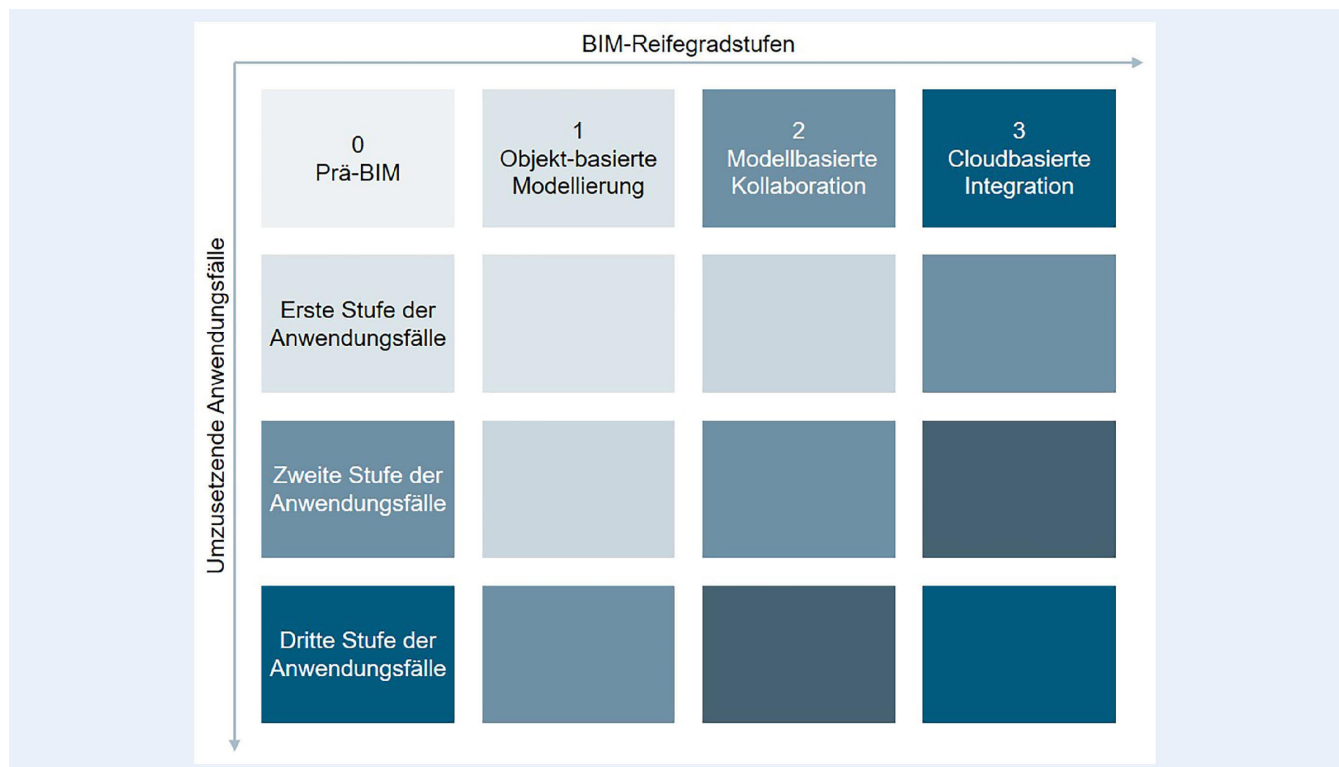 BIM-Reifegradstufen
Umzusetzende Anwendungsfälle
0
Prä-BIM
1
Objekt-basierte
Modellierung
2
Modellbasierte
Kollaboration
3
Cloudbasierte
Integration
Erste Stufe der
Anwendungsfälle
Zweite Stufe der
Anwendungsfälle
Dritte Stufe der
Anwendungsfälle